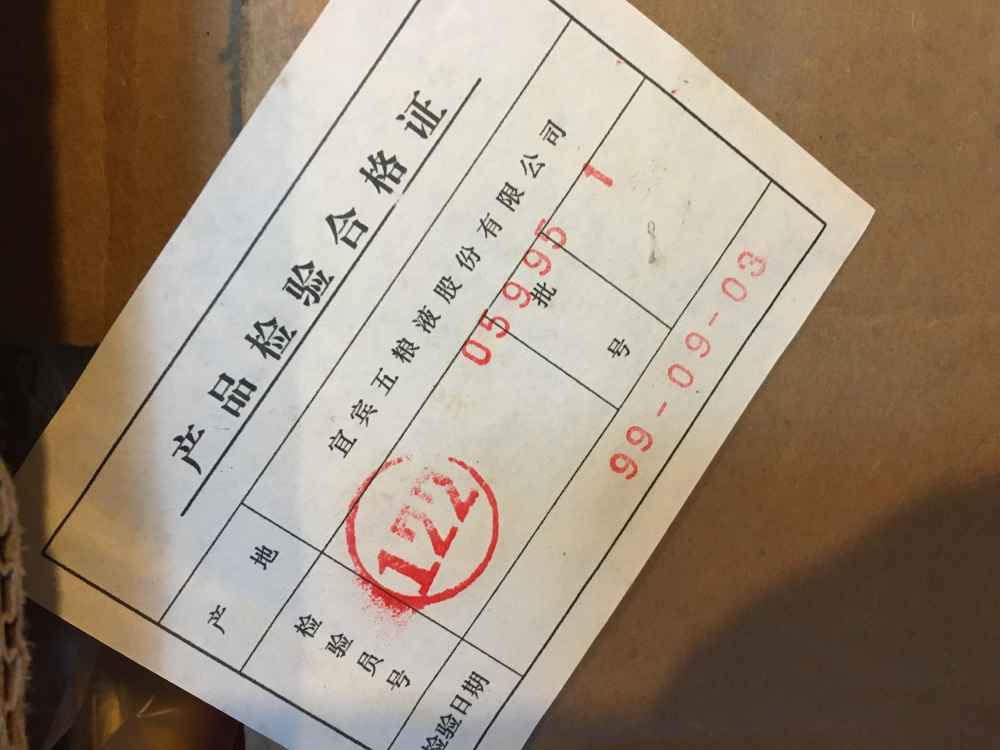 产品检验合格证
产地 宜宾五粮液股份有限公司
检验员号 122 批号 059951
检验日期 99-09-03